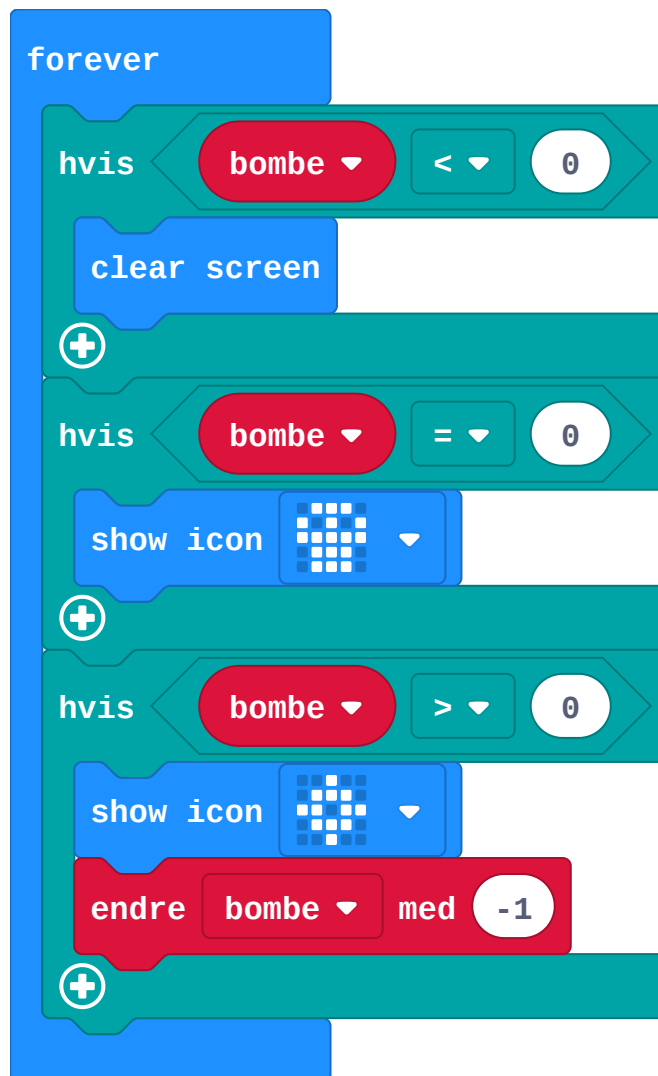 forever
hvis bombe < 0
clear screen
hvis bombe = 0
show icon
hvis bombe > 0
show icon
endre bombe med -1